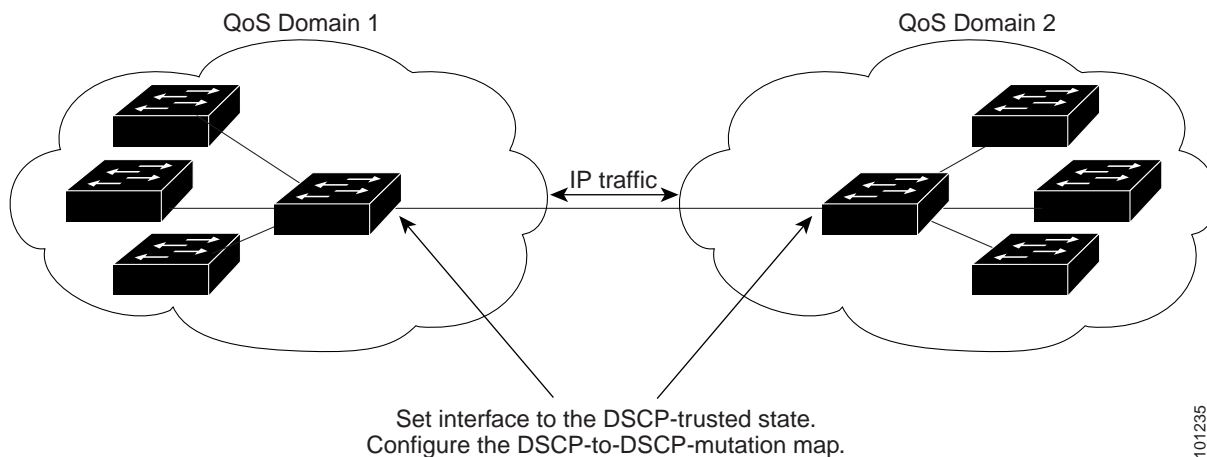 QoS Domain 1
QoS Domain 2
IP traffic
Set interface to the DSCP-trusted state.
Configure the DSCP-to-DSCP-mutation map.
101235